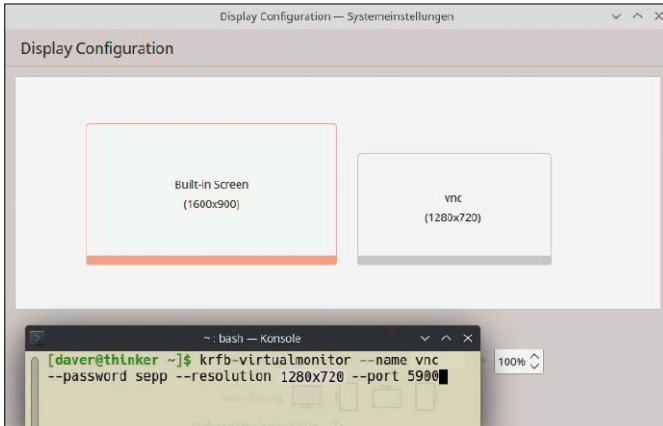 Display Configuration — Systemeinstellungen
Display Configuration
Built-in Screen
(1600x900)
vnc
(1280x720)
~ : bash — Konsole
[daver@thinker ~]$ krfb-virtualmonitor --name vnc
--password sepp --resolution 1280x720 --port 5900
100%
Ausrichtung: